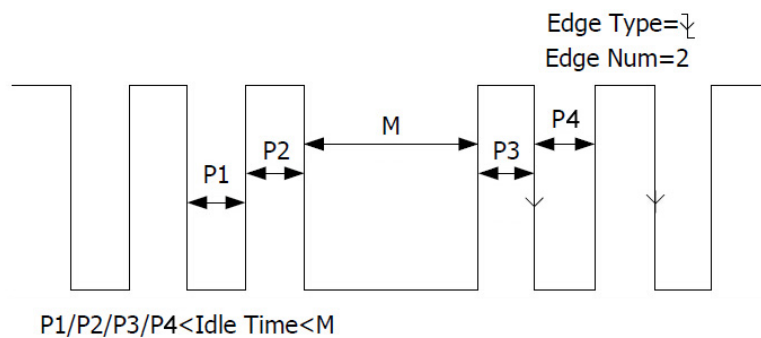 Edge Type=
Edge Num=2
M
P4
P2
P3
P1
P1/P2/P3/P4<Idle Time<M